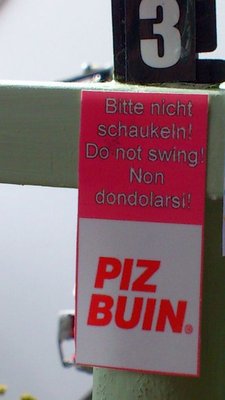 3
Bitte nicht
schaukeln!
Do not swing!
Non
dondolarsi!
PIZ
BUIN®